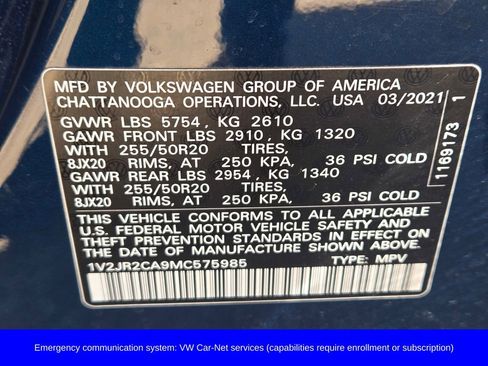 MFD BY VOLKSWAGEN GROUP OF AMERICA
CHATTANOOGA OPERATIONS, LLC. USA 03/2021
GVWR LBS 5754, KG 2610
GAWR FRONT LBS 2910, KG 1320
WITH 255/50R20 TIRES,
8JX20 RIMS, AT 250 KPA, 36 PSI COLD
GAWR REAR LBS 2954, KG 1340
WITH 255/50R20 TIRES,
8JX20 RIMS, AT 250 KPA, 36 PSI COLD
THIS VEHICLE CONFORMS TO ALL APPLICABLE
U.S. FEDERAL MOTOR VEHICLE SAFETY AND
THEFT PREVENTION STANDARDS IN EFFECT ON
THE DATE OF MANUFACTURE SHOWN ABOVE.
1V2JR2CA9MC575985 TYPE: MPV
1169173 1
Emergency communication system: VW Car-Net services (capabilities require enrollment or subscription)